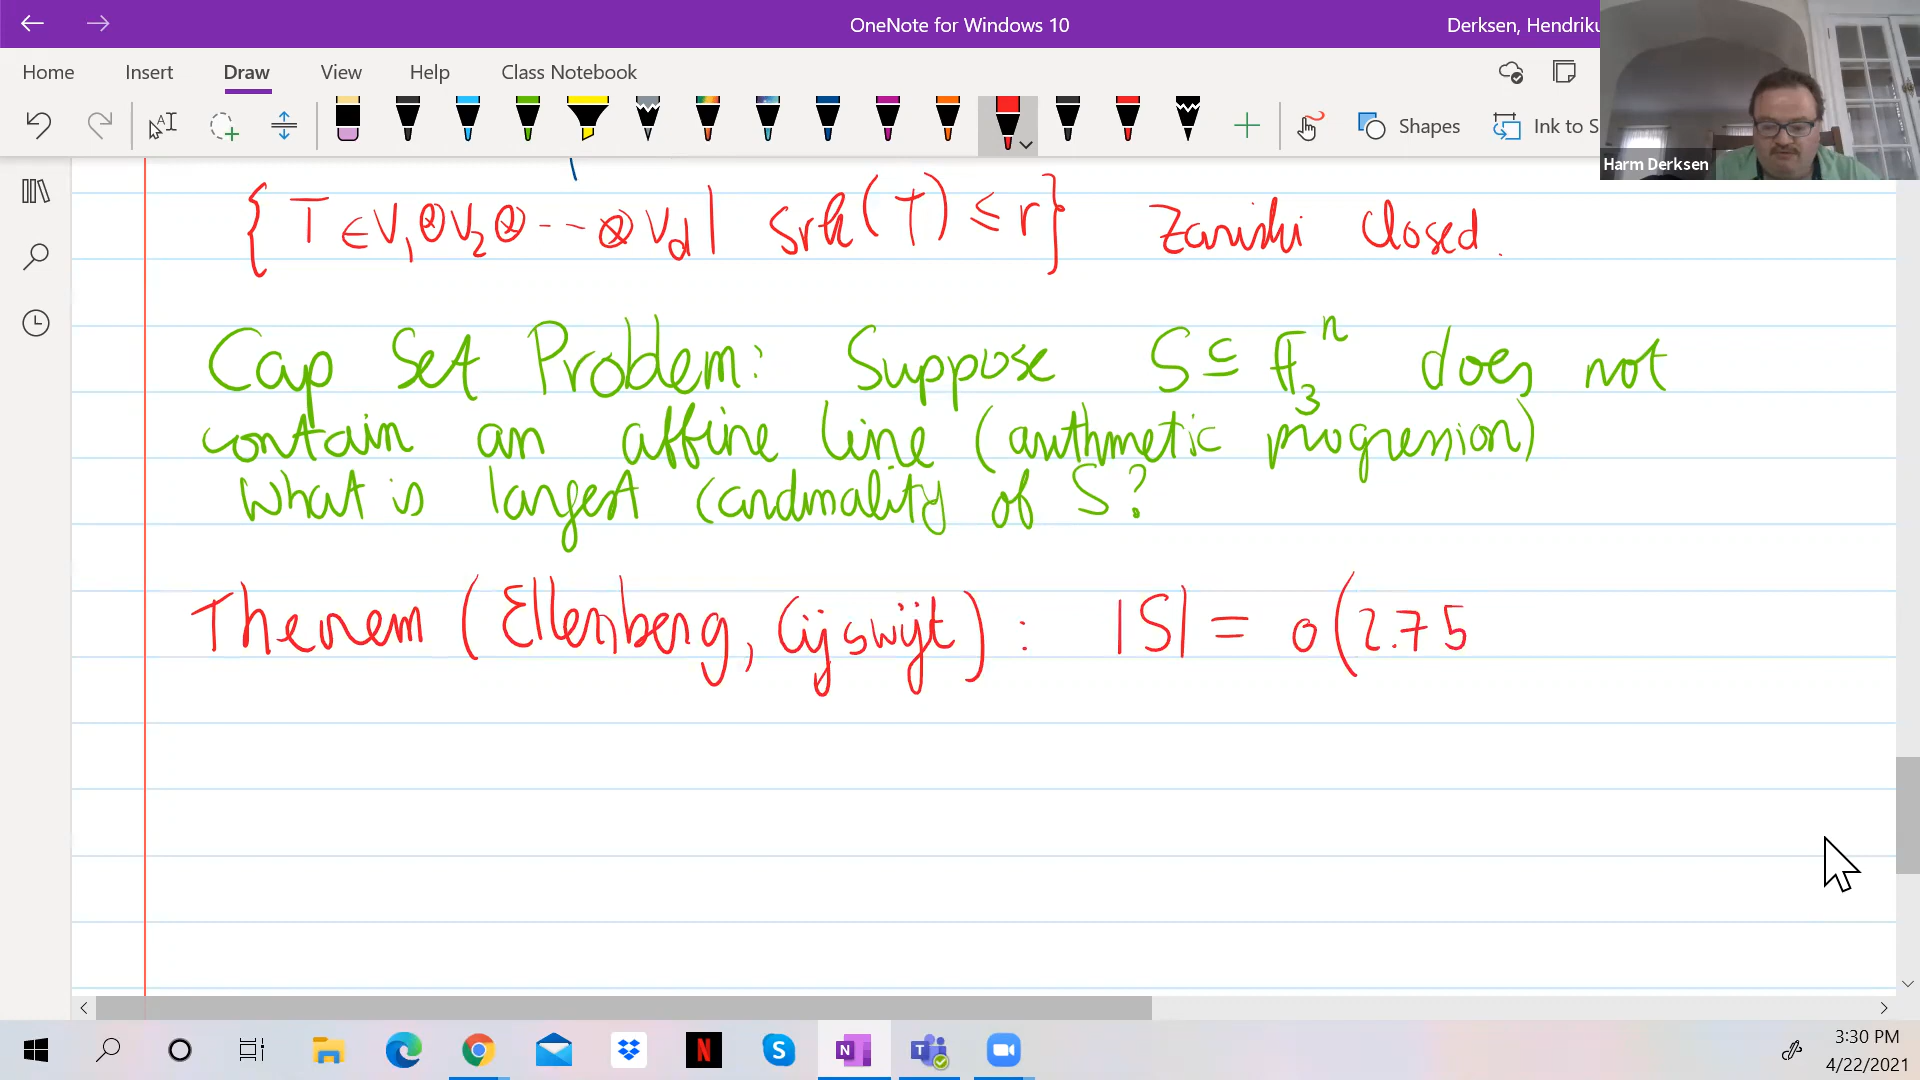 OneNote for Windows 10
Derksen, Hendriku
Home Insert Draw View Help Class Notebook
Shapes
Ink to S
Harm Derksen
{ T ∈ V₁⊗V₂⊗ --- ⊗ V_d | srk(T) ≤ r} Zariski closed.
Cap Set Problem: Suppose S ⊆ 𝔽₃ⁿ does not
contain an affine line (arithmetic progression)
What is largest cardinality of S?
Theorem (Ellenberg, Gijswijt): |S| = o(2.75
3:30 PM
4/22/2021